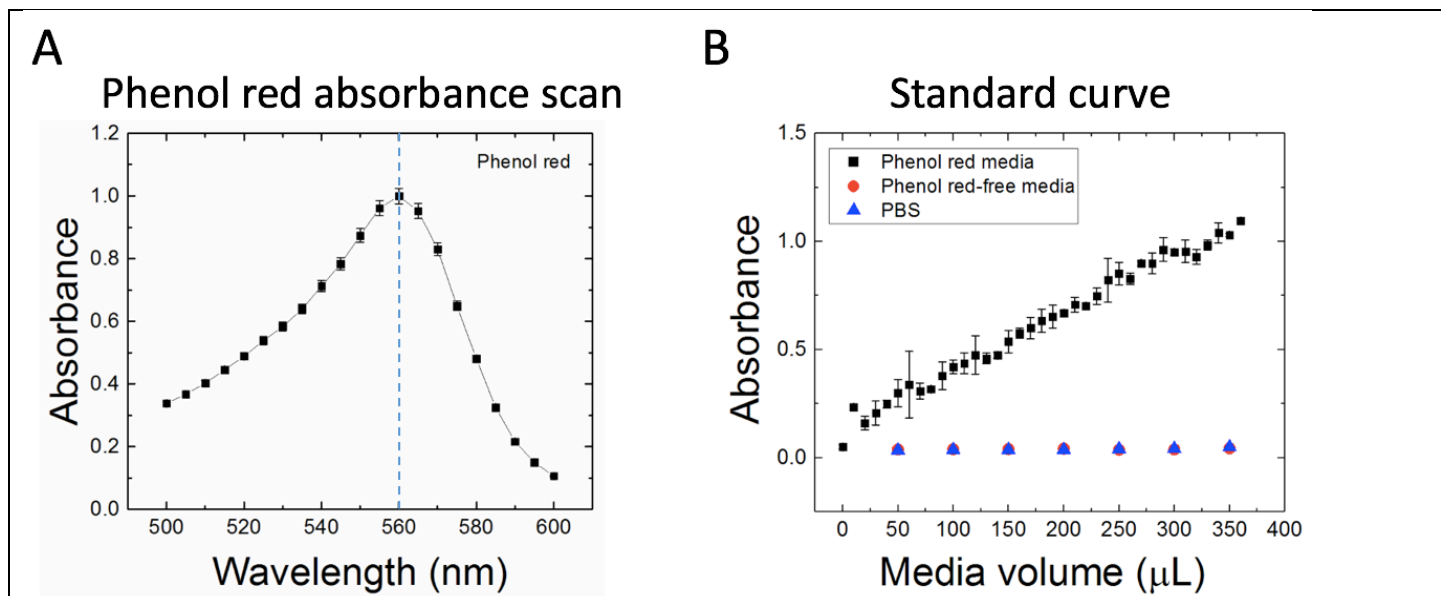 A
Phenol red absorbance scan
1.2
1.0
0.8
0.6
0.4
0.2
0.0
Absorbance
Phenol red
500 520 540 560 580 600
Wavelength (nm)
B
Standard curve
1.5
1.0
0.5
0.0
Absorbance
Phenol red media
Phenol red-free media
PBS
0 50 100 150 200 250 300 350 400
Media volume (μL)